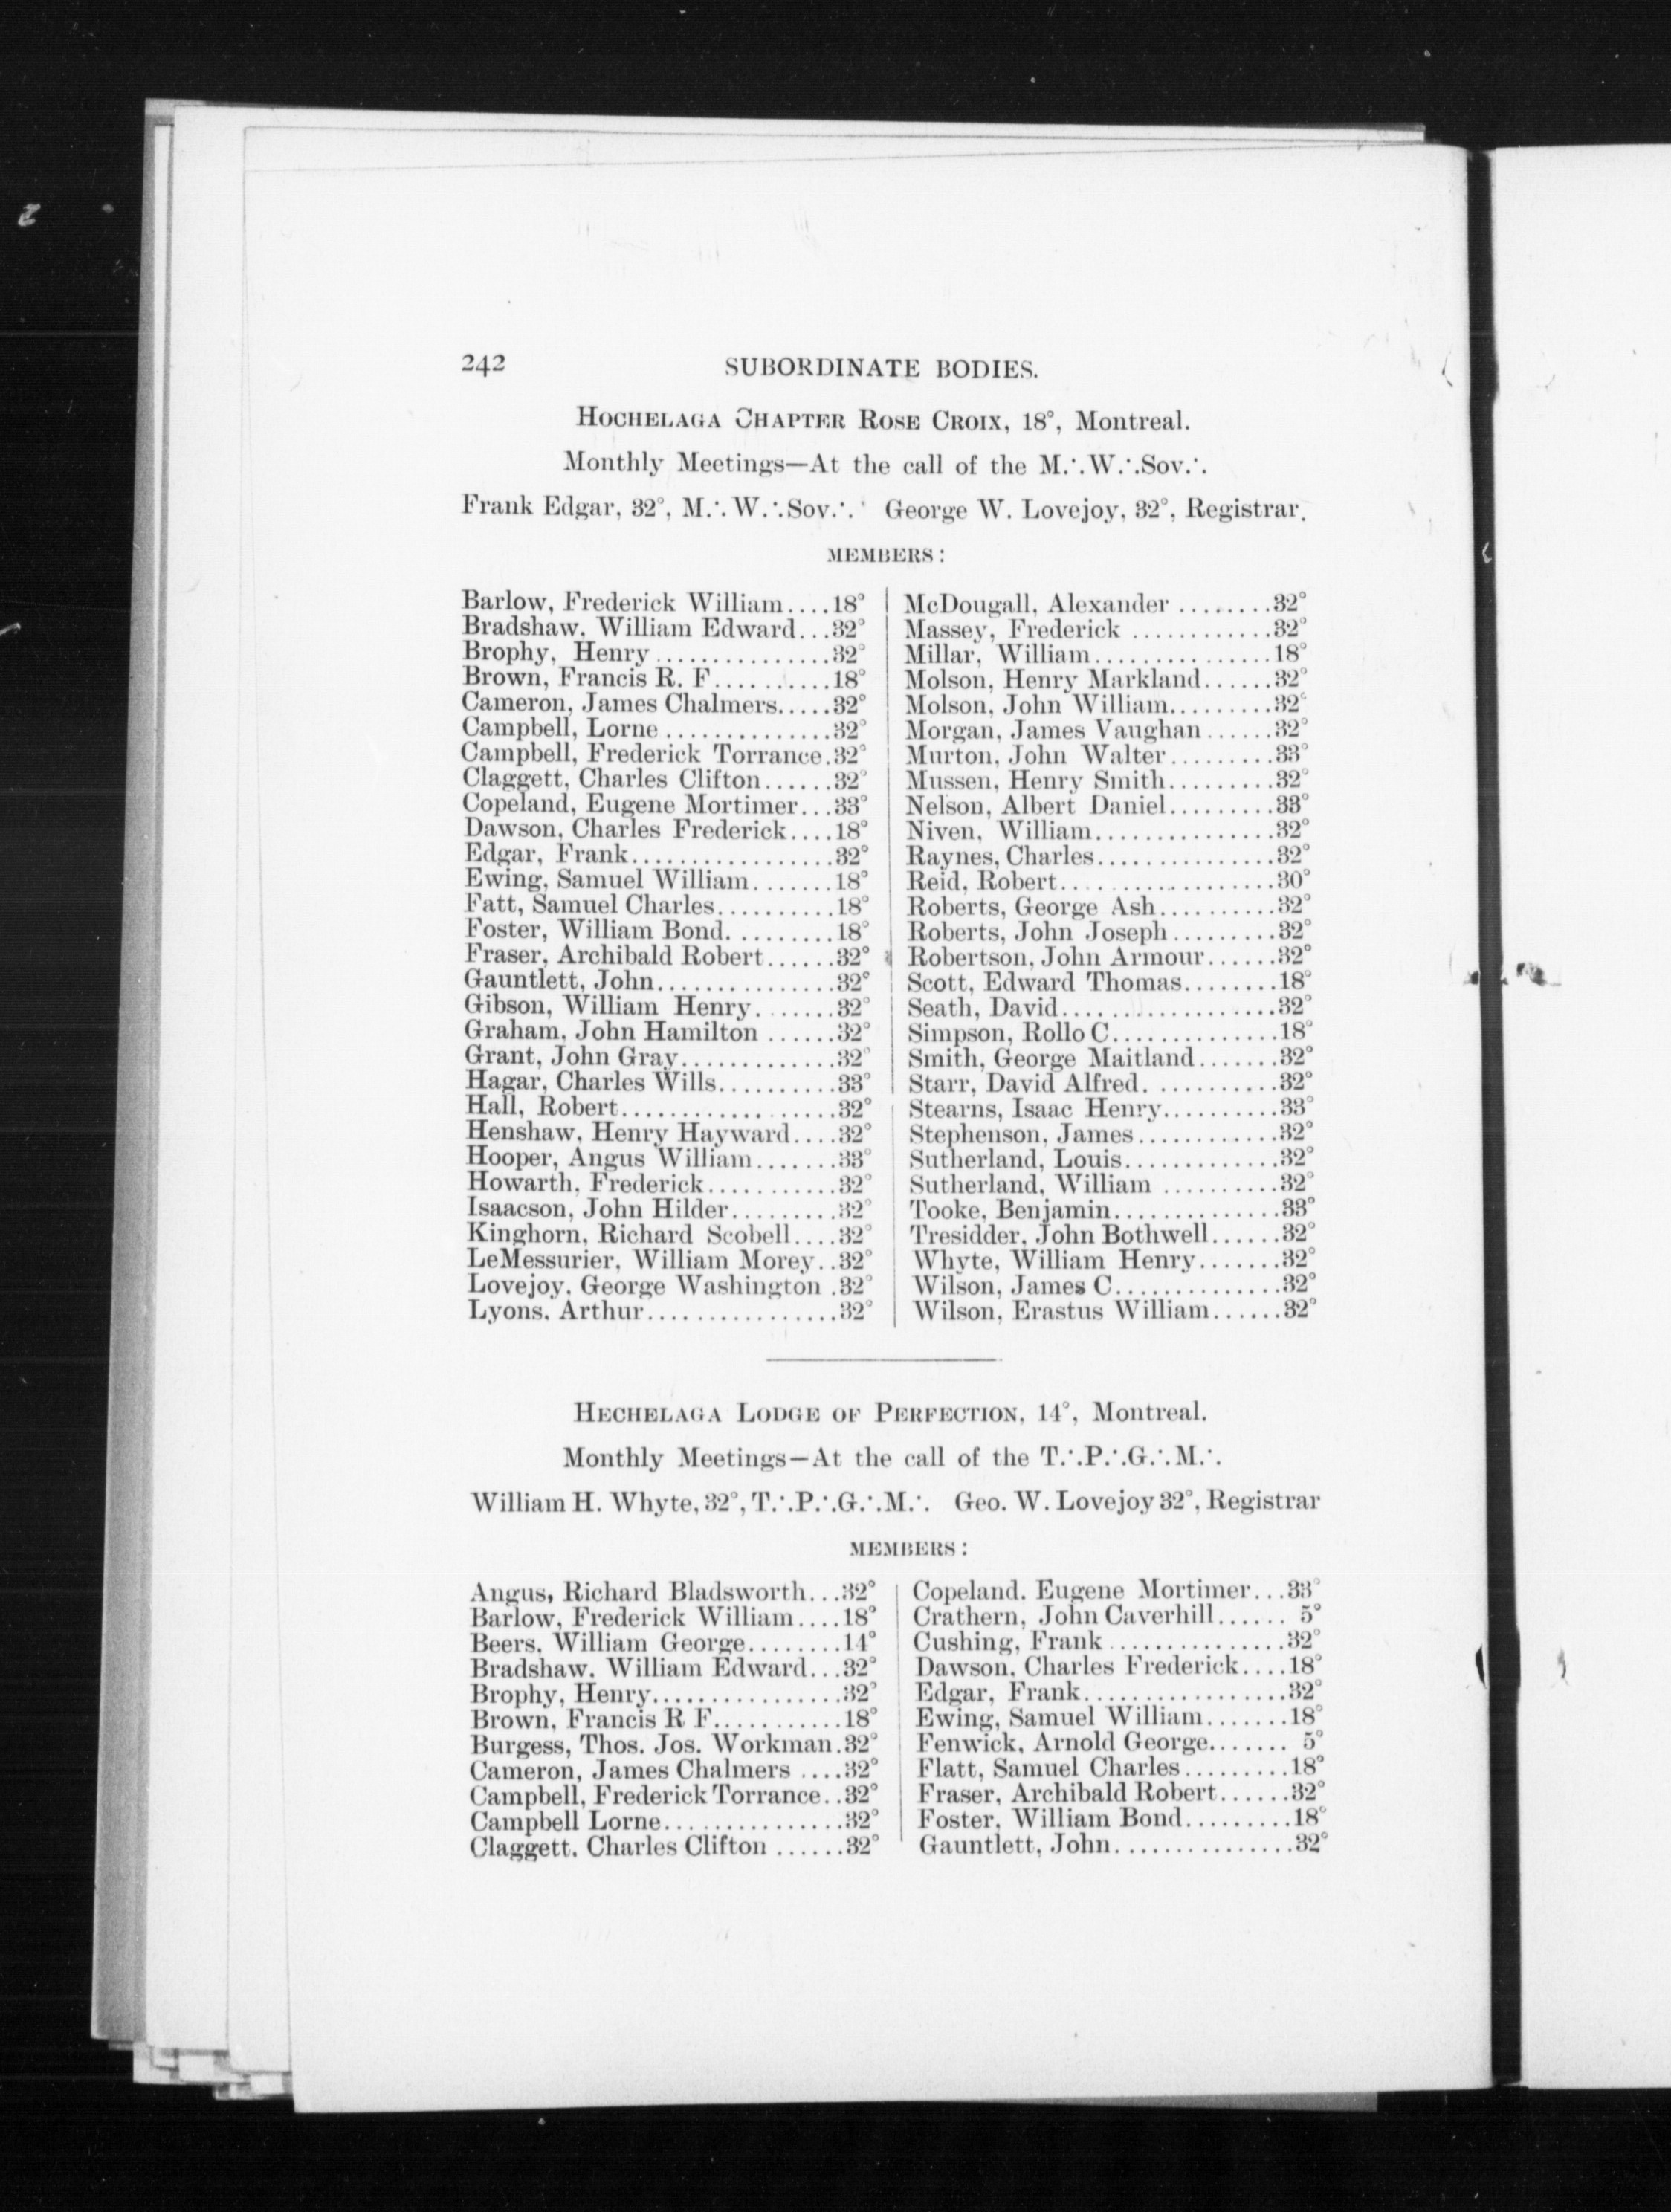 242 SUBORDINATE BODIES.
HOCHELAGA CHAPTER ROSE CROIX, 18°, Montreal.
Monthly Meetings—At the call of the M.·.W.·.Sov.·.
Frank Edgar, 32°, M.·.W.·.Sov.·. George W. Lovejoy, 32°, Registrar.
MEMBERS:
Barlow, Frederick William....18°
Bradshaw, William Edward...32°
Brophy, Henry...............32°
Brown, Francis R. F..........18°
Cameron, James Chalmers.....32°
Campbell, Lorne..............32°
Campbell, Frederick Torrance.32°
Claggett, Charles Clifton......32°
Copeland, Eugene Mortimer...33°
Dawson, Charles Frederick....18°
Edgar, Frank.................32°
Ewing, Samuel William.......18°
Fatt, Samuel Charles..........18°
Foster, William Bond..........18°
Fraser, Archibald Robert......32°
Gauntlett, John...............32°
Gibson, William Henry.......32°
Graham, John Hamilton ......32°
Grant, John Gray.............32°
Hagar, Charles Wills..........33°
Hall, Robert..................32°
Henshaw, Henry Hayward....32°
Hooper, Angus William.......33°
Howarth, Frederick...........32°
Isaacson, John Hilder.........32°
Kinghorn, Richard Scobell....32°
LeMessurier, William Morey..32°
Lovejoy, George Washington .32°
Lyons, Arthur................32°
McDougall, Alexander ........32°
Massey, Frederick ............32°
Millar, William...............18°
Molson, Henry Markland......32°
Molson, John William.........32°
Morgan, James Vaughan......32°
Murton, John Walter.........33°
Mussen, Henry Smith.........32°
Nelson, Albert Daniel.........33°
Niven, William...............32°
Raynes, Charles...............32°
Reid, Robert..................30°
Roberts, George Ash..........32°
Roberts, John Joseph.........32°
Robertson, John Armour......32°
Scott, Edward Thomas........18°
Seath, David..................32°
Simpson, Rollo C..............18°
Smith, George Maitland.......32°
Starr, David Alfred...........32°
Stearns, Isaac Henry..........33°
Stephenson, James............32°
Sutherland, Louis.............32°
Sutherland, William ..........32°
Tooke, Benjamin..............33°
Tresidder, John Bothwell......32°
Whyte, William Henry.......32°
Wilson, James C..............32°
Wilson, Erastus William......32°
HECHELAGA LODGE OF PERFECTION, 14°, Montreal.
Monthly Meetings—At the call of the T.·.P.·.G.·.M.·.
William H. Whyte, 32°, T.·.P.·.G.·.M.·. Geo. W. Lovejoy 32°, Registrar
MEMBERS:
Angus, Richard Bladsworth...32°
Barlow, Frederick William....18°
Beers, William George........14°
Bradshaw, William Edward...32°
Brophy, Henry................32°
Brown, Francis R F...........18°
Burgess, Thos. Jos. Workman.32°
Cameron, James Chalmers ....32°
Campbell, Frederick Torrance..32°
Campbell Lorne...............32°
Claggett, Charles Clifton ......32°
Copeland. Eugene Mortimer...33°
Crathern, John Caverhill...... 5°
Cushing, Frank...............32°
Dawson, Charles Frederick....18°
Edgar, Frank.................32°
Ewing, Samuel William.......18°
Fenwick, Arnold George....... 5°
Flatt, Samuel Charles.........18°
Fraser, Archibald Robert......32°
Foster, William Bond.........18°
Gauntlett, John...............32°